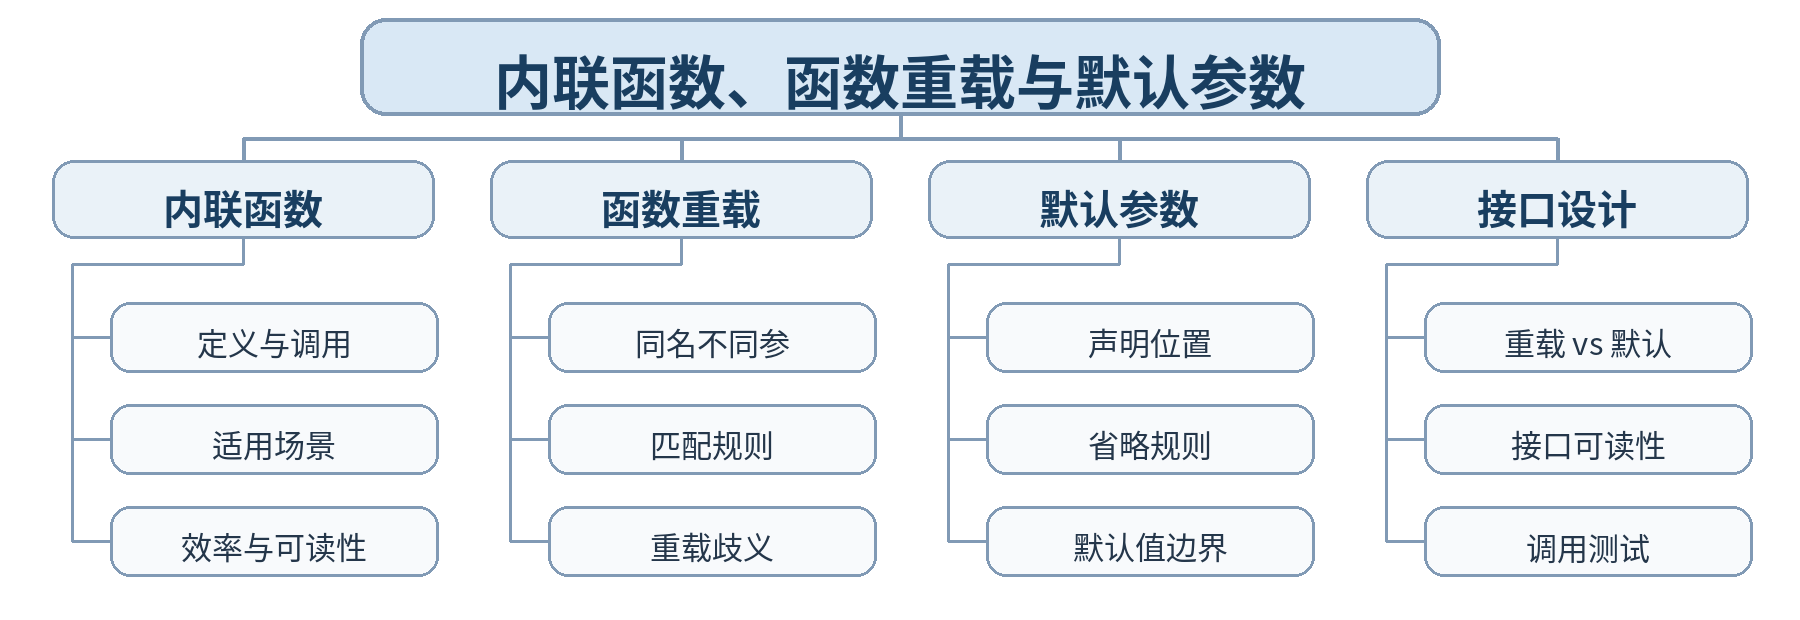 内联函数、函数重载与默认参数
内联函数
函数重载
默认参数
接口设计
定义与调用
同名不同参
声明位置
重载 vs 默认
适用场景
匹配规则
省略规则
接口可读性
效率与可读性
重载歧义
默认值边界
调用测试